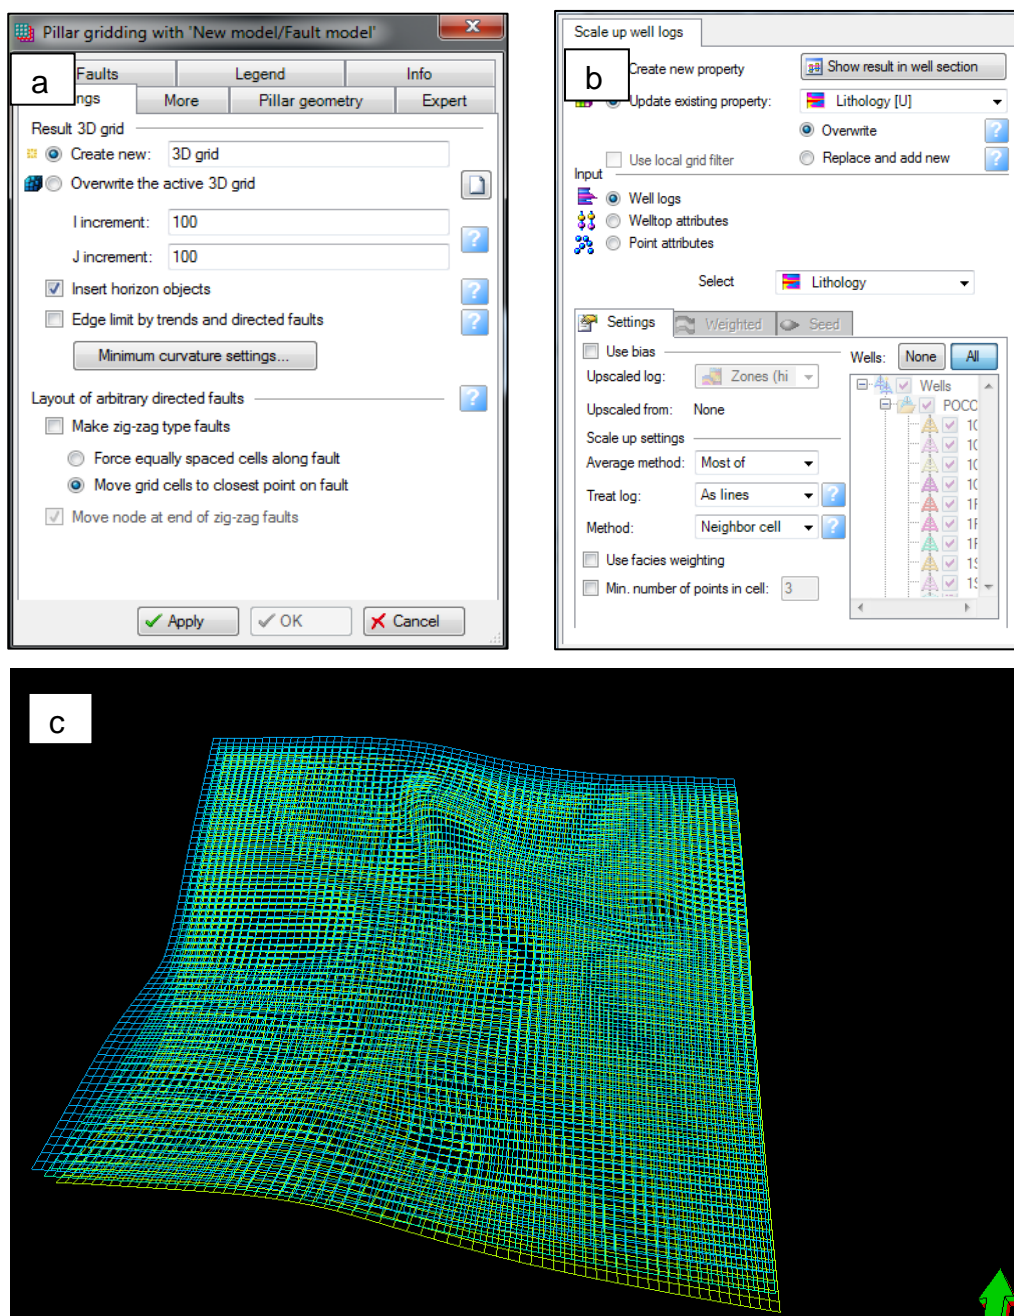 Pillar gridding with 'New model/Fault model'
a
Faults Legend Info
ngs More Pillar geometry Expert
Result 3D grid
Create new: 3D grid
Overwrite the active 3D grid
I increment: 100
J increment: 100
Insert horizon objects
Edge limit by trends and directed faults
Minimum curvature settings...
Layout of arbitrary directed faults
Make zig-zag type faults
Force equally spaced cells along fault
Move grid cells to closest point on fault
Move node at end of zig-zag faults
Apply OK Cancel
Scale up well logs
b
Create new property Show result in well section
Update existing property: Lithology [U]
Overwrite
Use local grid filter Replace and add new
Input
Well logs
Welltop attributes
Point attributes
Select Lithology
Settings Weighted Seed
Use bias Wells: None All
Upscaled log: Zones (hi
Wells
POCO
Upscaled from: None
Scale up settings
Average method: Most of
Treat log: As lines
Method: Neighbor cell
Use facies weighting
Min. number of points in cell: 3
c